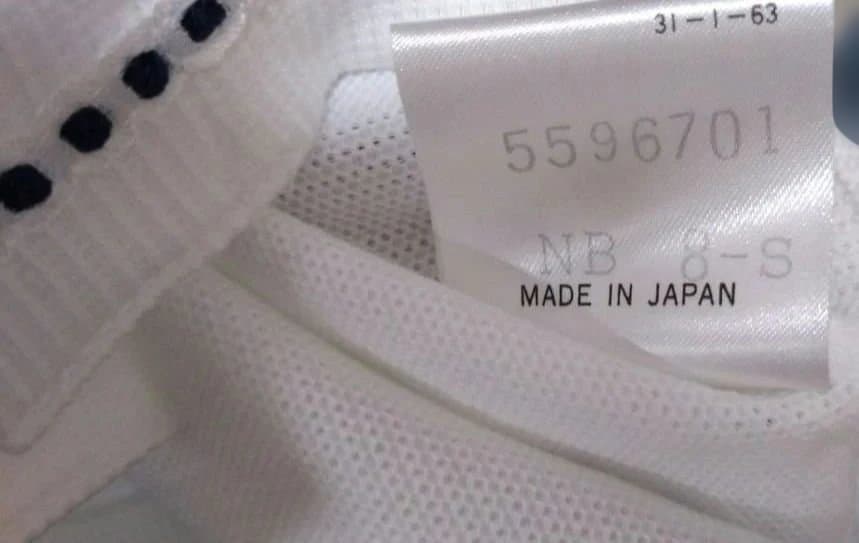 31-1-63
5596701
NB 8-S
MADE IN JAPAN